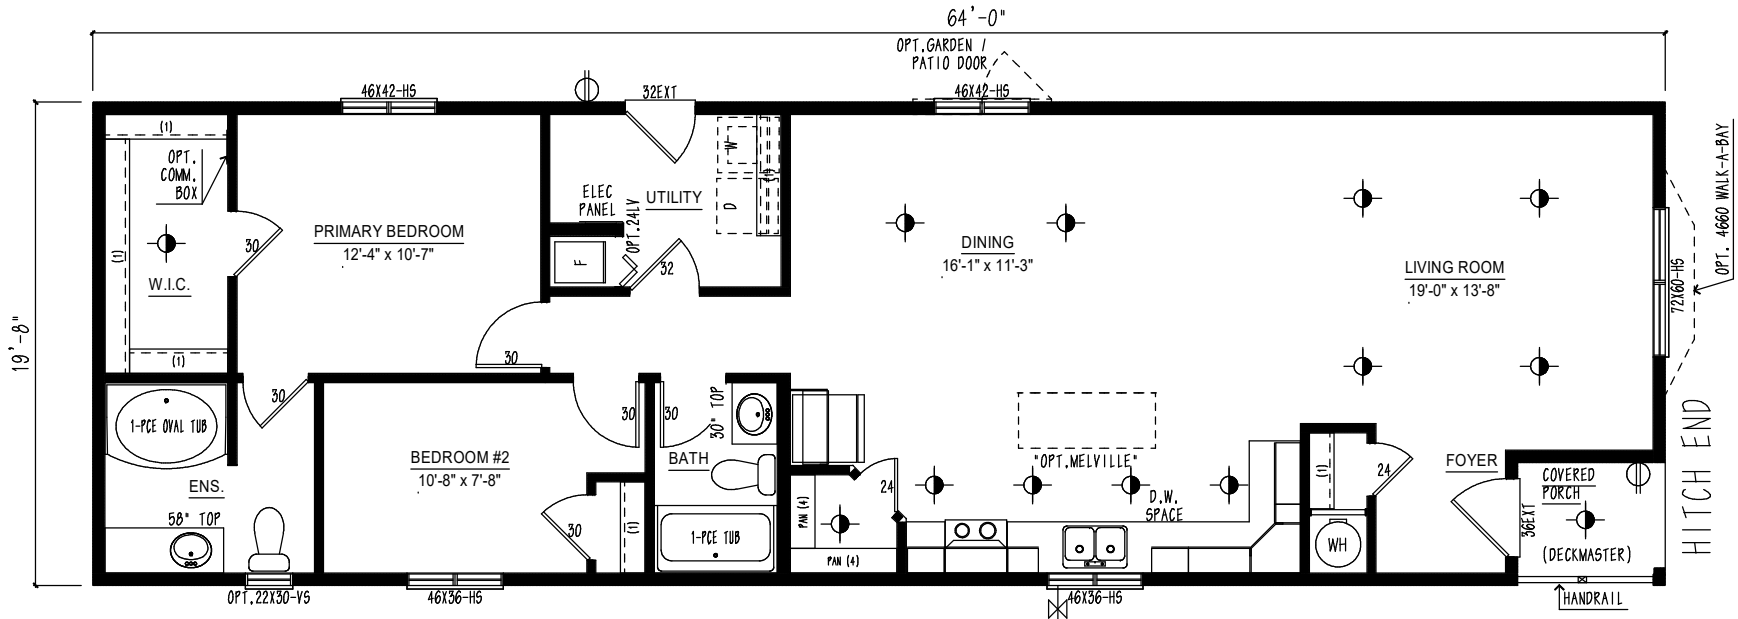 64'-0"
OPT.GARDEN /
PATIO DOOR
46X42-HS
32EXT
46X42-HS
19'-8"
(1)
OPT.
COMM.
BOX
30
(1)
W.I.C.
(1)
PRIMARY BEDROOM
12'-4" x 10'-7"
30
ELEC
PANEL
UTILITY
OPT.24LV
W
D
(1)
F
32
DINING
16'-1" x 11'-3"
LIVING ROOM
19'-0" x 13'-8"
72X60-HS
OPT. 4660 WALK-A-BAY
1-PCE OVAL TUB
30
ENS.
58" TOP
OPT.22X30-VS
BEDROOM #2
10'-8" x 7'-8"
30
30
(1)
46X36-HS
30
30" TOP
BATH
1-PCE TUB
24
PAN (4)
PAN (4)
"OPT.MELVILLE"
D.W.
SPACE
46X36-HS
(1)
24
WH
FOYER
36EXT
COVERED
PORCH
(DECKMASTER)
HANDRAIL
HITCH END